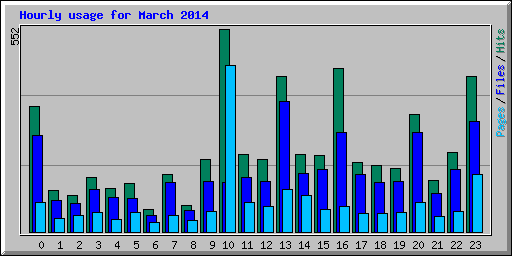 Hourly usage for March 2014
552
Pages / Files / Hits
0 1 2 3 4 5 6 7 8 9 10 11 12 13 14 15 16 17 18 19 20 21 22 23